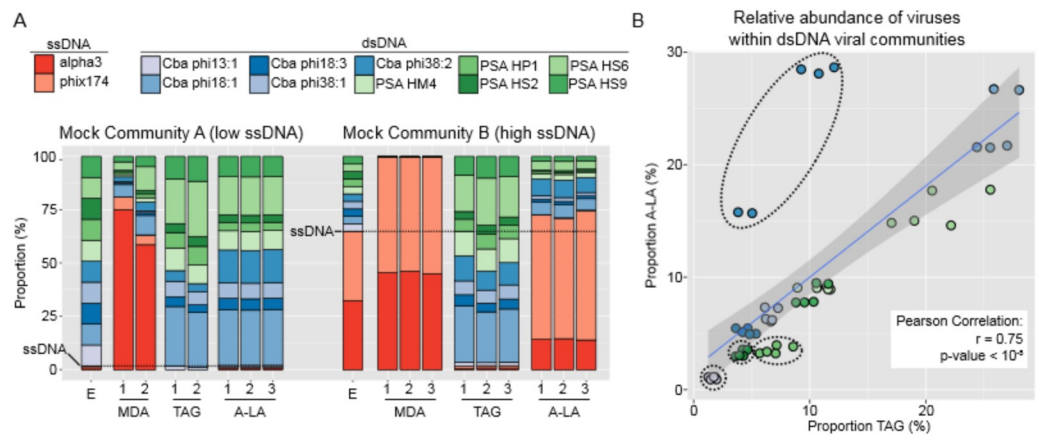 A
ssDNA
dsDNA
alpha3
phix174
Cba phi13:1
Cba phi18:1
Cba phi18:3
Cba phi38:1
Cba phi38:2
PSA HM4
PSA HP1
PSA HS2
PSA HS6
PSA HS9
Mock Community A (low ssDNA)
Mock Community B (high ssDNA)
Proportion (%)
100
75
50
25
0
ssDNA
ssDNA
E
1 2
MDA
1 2
TAG
1 2 3
A-LA
E
1 2 3
MDA
1 2 3
TAG
1 2 3
A-LA
B
Relative abundance of viruses
within dsDNA viral communities
Proportion A-LA (%)
30
20
10
0
Pearson Correlation:
r = 0.75
0
10
20
Proportion TAG (%)